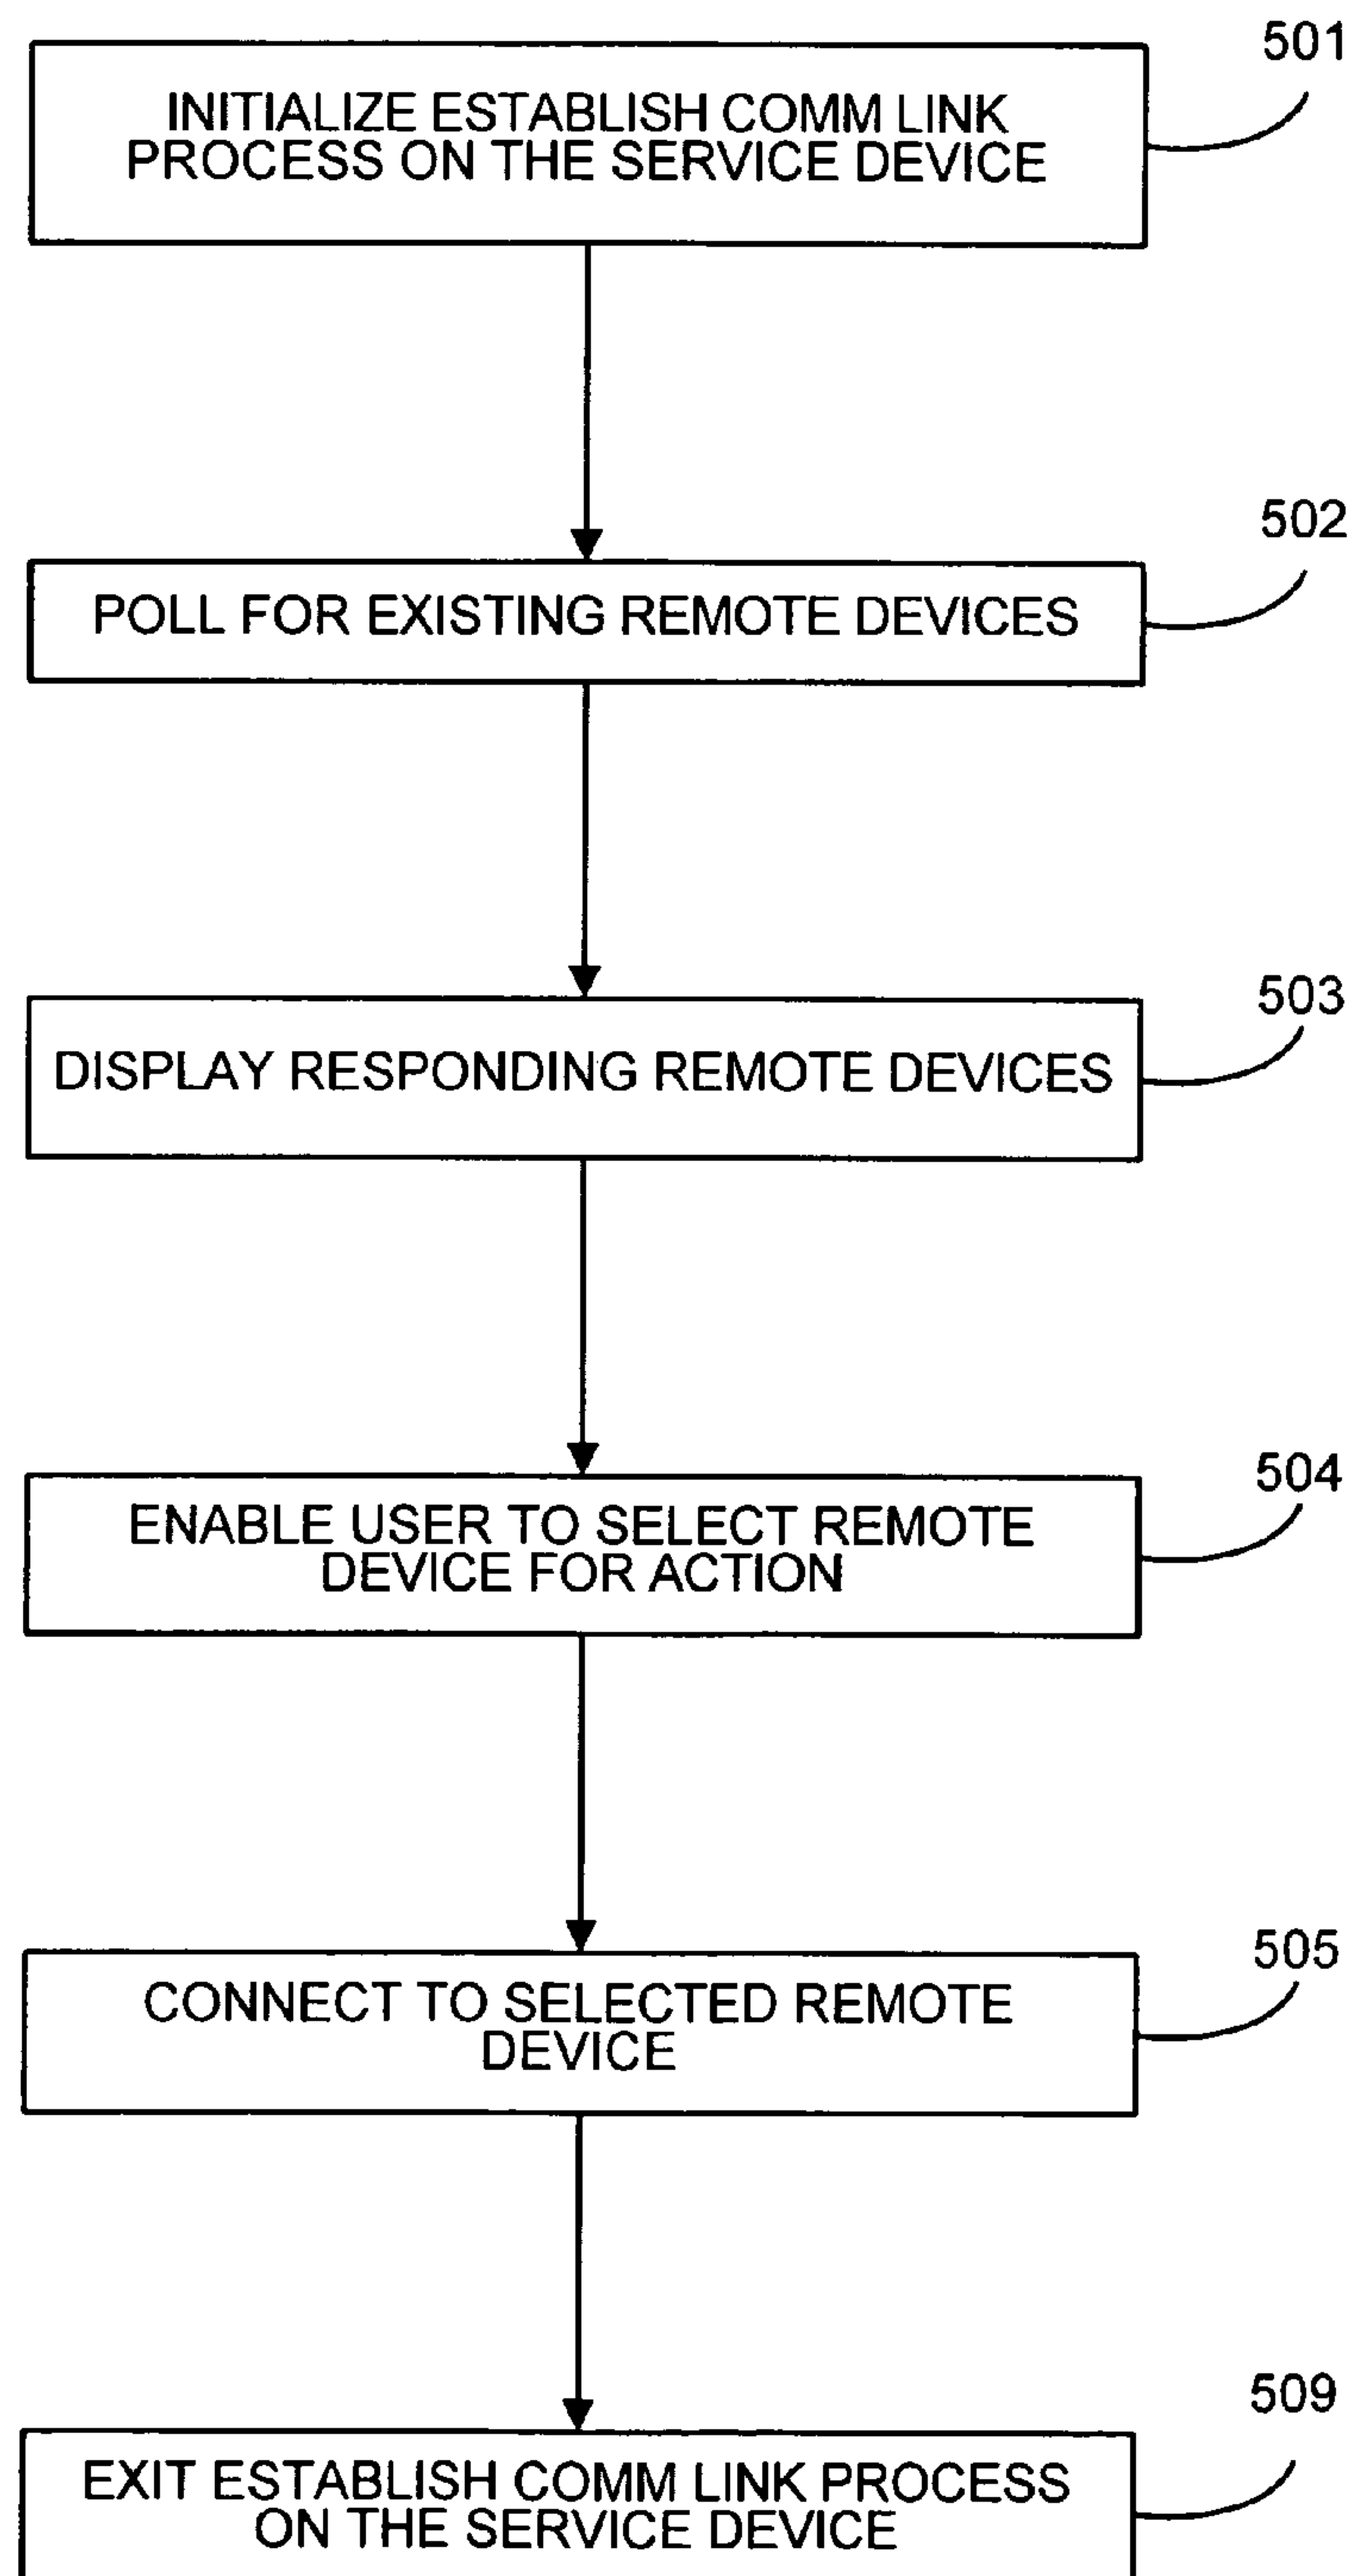 501
INITIALIZE ESTABLISH COMM LINK
PROCESS ON THE SERVICE DEVICE
502
POLL FOR EXISTING REMOTE DEVICES
503
DISPLAY RESPONDING REMOTE DEVICES
504
ENABLE USER TO SELECT REMOTE
DEVICE FOR ACTION
505
CONNECT TO SELECTED REMOTE
DEVICE
509
EXIT ESTABLISH COMM LINK PROCESS
ON THE SERVICE DEVICE